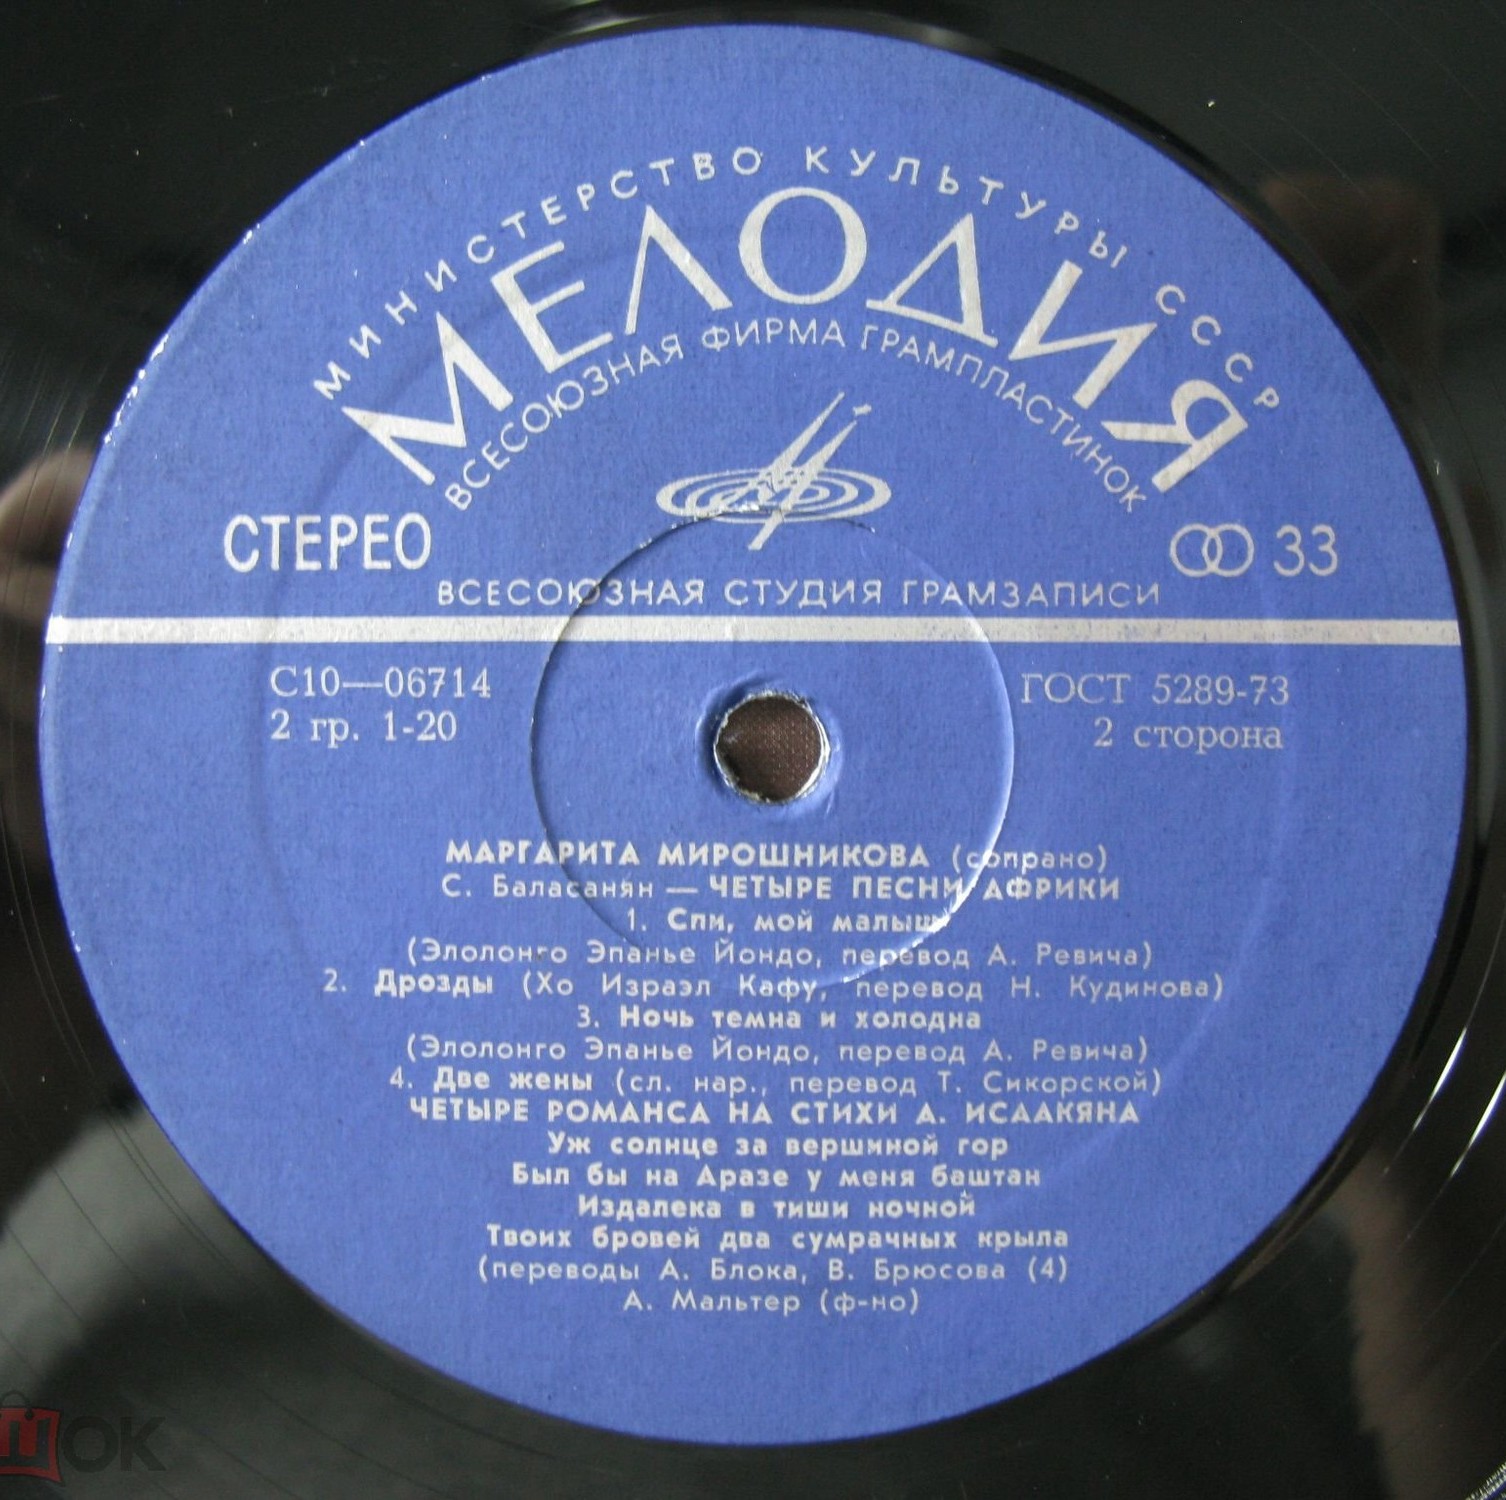 МИНИСТЕРСТВО КУЛЬТУРЫ СССР
МЕЛОДИЯ
ВСЕСОЮЗНАЯ ФИРМА ГРАМПЛАСТИНОК
СТЕРЕО
33
ВСЕСОЮЗНАЯ СТУДИЯ ГРАМЗАПИСИ
С10—06714
ГОСТ 5289-73
2 гр. 1-20
2 сторона
МАРГАРИТА МИРОШНИКОВА (сопрано)
С. Баласанян — ЧЕТЫРЕ ПЕСНИ АФРИКИ
1. Спи, мой малыш
(Элолонго Эпанье Йондо, перевод А. Ревича)
2. Дрозды (Хо Израэл Кафу, перевод Н. Кудинова)
3. Ночь темна и холодна
(Элолонго Эпанье Йондо, перевод А. Ревича)
4. Две жены (сл. нар., перевод Т. Сикорской)
ЧЕТЫРЕ РОМАНСА НА СТИХИ А. ИСААКЯНА
Уж солнце за вершиной гор
Был бы на Аразе у меня баштан
Издалека в тиши ночной
Твоих бровей два сумрачных крыла
(переводы А. Блока, В. Брюсова (4)
А. Мальтер (ф-но)
ОК